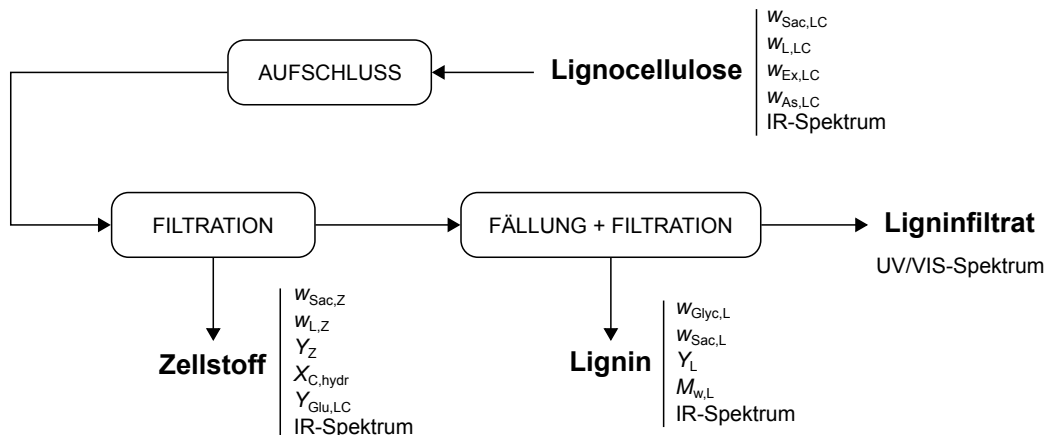 AUFSCHLUSS
Lignocellulose
w_Sac,LC
w_L,LC
w_Ex,LC
w_As,LC
IR-Spektrum
FILTRATION
FÄLLUNG + FILTRATION
Ligninfiltrat
UV/VIS-Spektrum
Zellstoff
w_Sac,Z
w_L,Z
Y_Z
X_C,hydr
Y_Glu,LC
IR-Spektrum
Lignin
w_Glyc,L
w_Sac,L
Y_L
M_w,L
IR-Spektrum